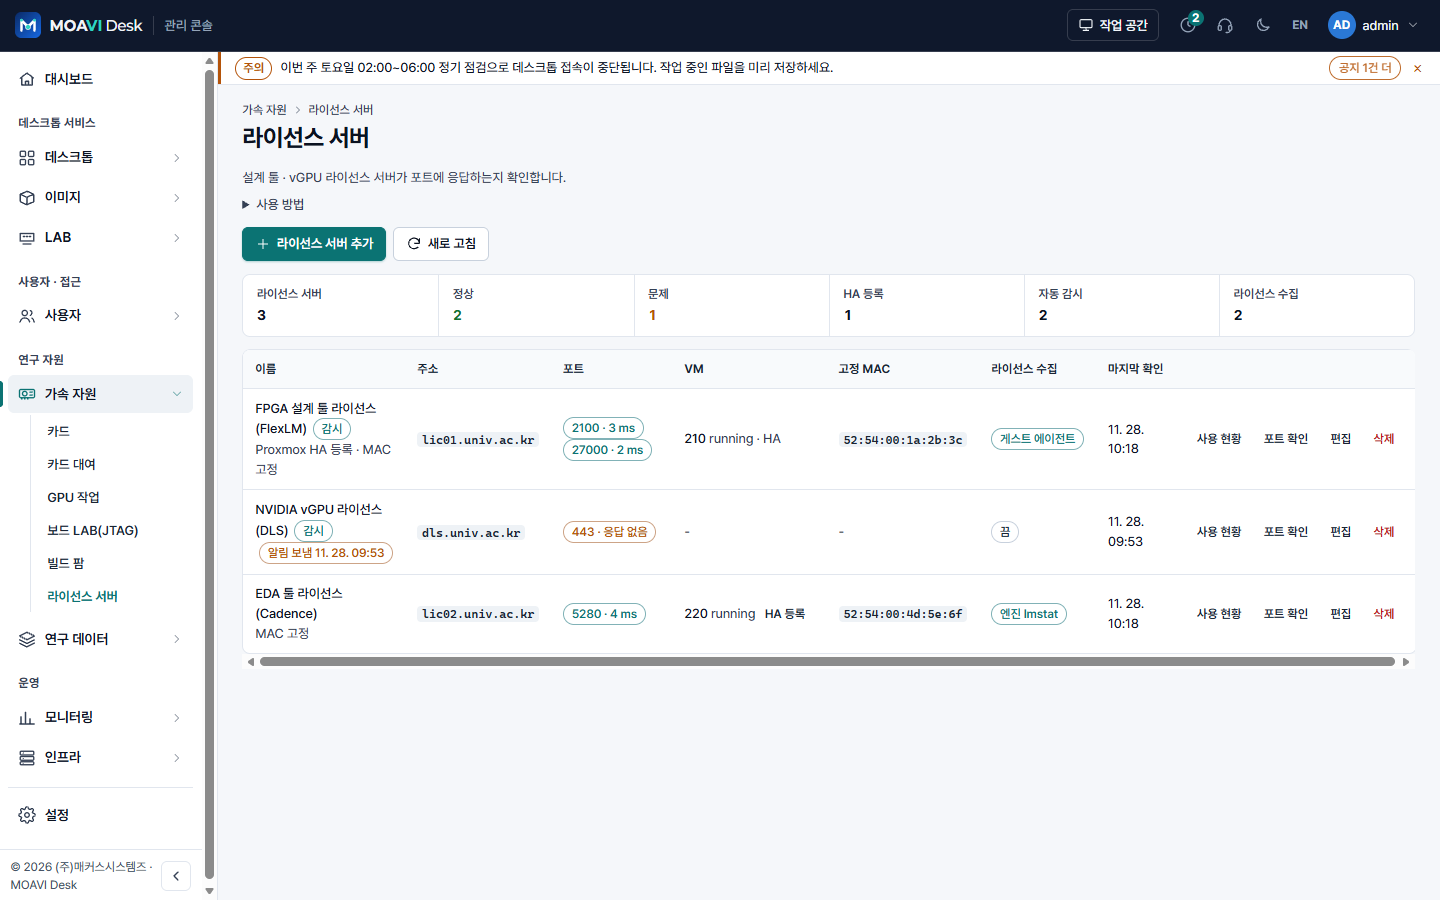 MOAVI Desk
관리 콘솔
작업 공간
2
EN
AD
admin
대시보드
데스크톱 서비스
데스크톱
이미지
LAB
사용자 · 접근
사용자
연구 자원
가속 자원
카드
카드 대여
GPU 작업
보드 LAB(JTAG)
빌드 팜
라이선스 서버
연구 데이터
운영
모니터링
인프라
설정
© 2026 (주)매커스시스템즈 ·
MOAVI Desk
주의 이번 주 토요일 02:00~06:00 정기 점검으로 데스크톱 접속이 중단됩니다. 작업 중인 파일을 미리 저장하세요.
공지 1건 더 ×
가속 자원 > 라이선스 서버
라이선스 서버
설계 툴 · vGPU 라이선스 서버가 포트에 응답하는지 확인합니다.
▶ 사용 방법
+ 라이선스 서버 추가
새로 고침
라이선스 서버
3
정상
2
문제
1
HA 등록
1
자동 감시
2
라이선스 수집
2
이름 주소 포트 VM 고정 MAC 라이선스 수집 마지막 확인
FPGA 설계 툴 라이선스
(FlexLM) 감시
Proxmox HA 등록 · MAC
고정
lic01.univ.ac.kr
2100 · 3 ms
27000 · 2 ms
210 running · HA
52:54:00:1a:2b:3c
게스트 에이전트
11. 28.
10:18
사용 현황 포트 확인 편집 삭제
NVIDIA vGPU 라이선스
(DLS) 감시
알림 보냄 11. 28. 09:53
dls.univ.ac.kr
443 · 응답 없음
-
-
끔
11. 28.
09:53
사용 현황 포트 확인 편집 삭제
EDA 툴 라이선스
(Cadence)
MAC 고정
lic02.univ.ac.kr
5280 · 4 ms
220 running HA 등록
52:54:00:4d:5e:6f
엔진 lmstat
11. 28.
10:18
사용 현황 포트 확인 편집 삭제